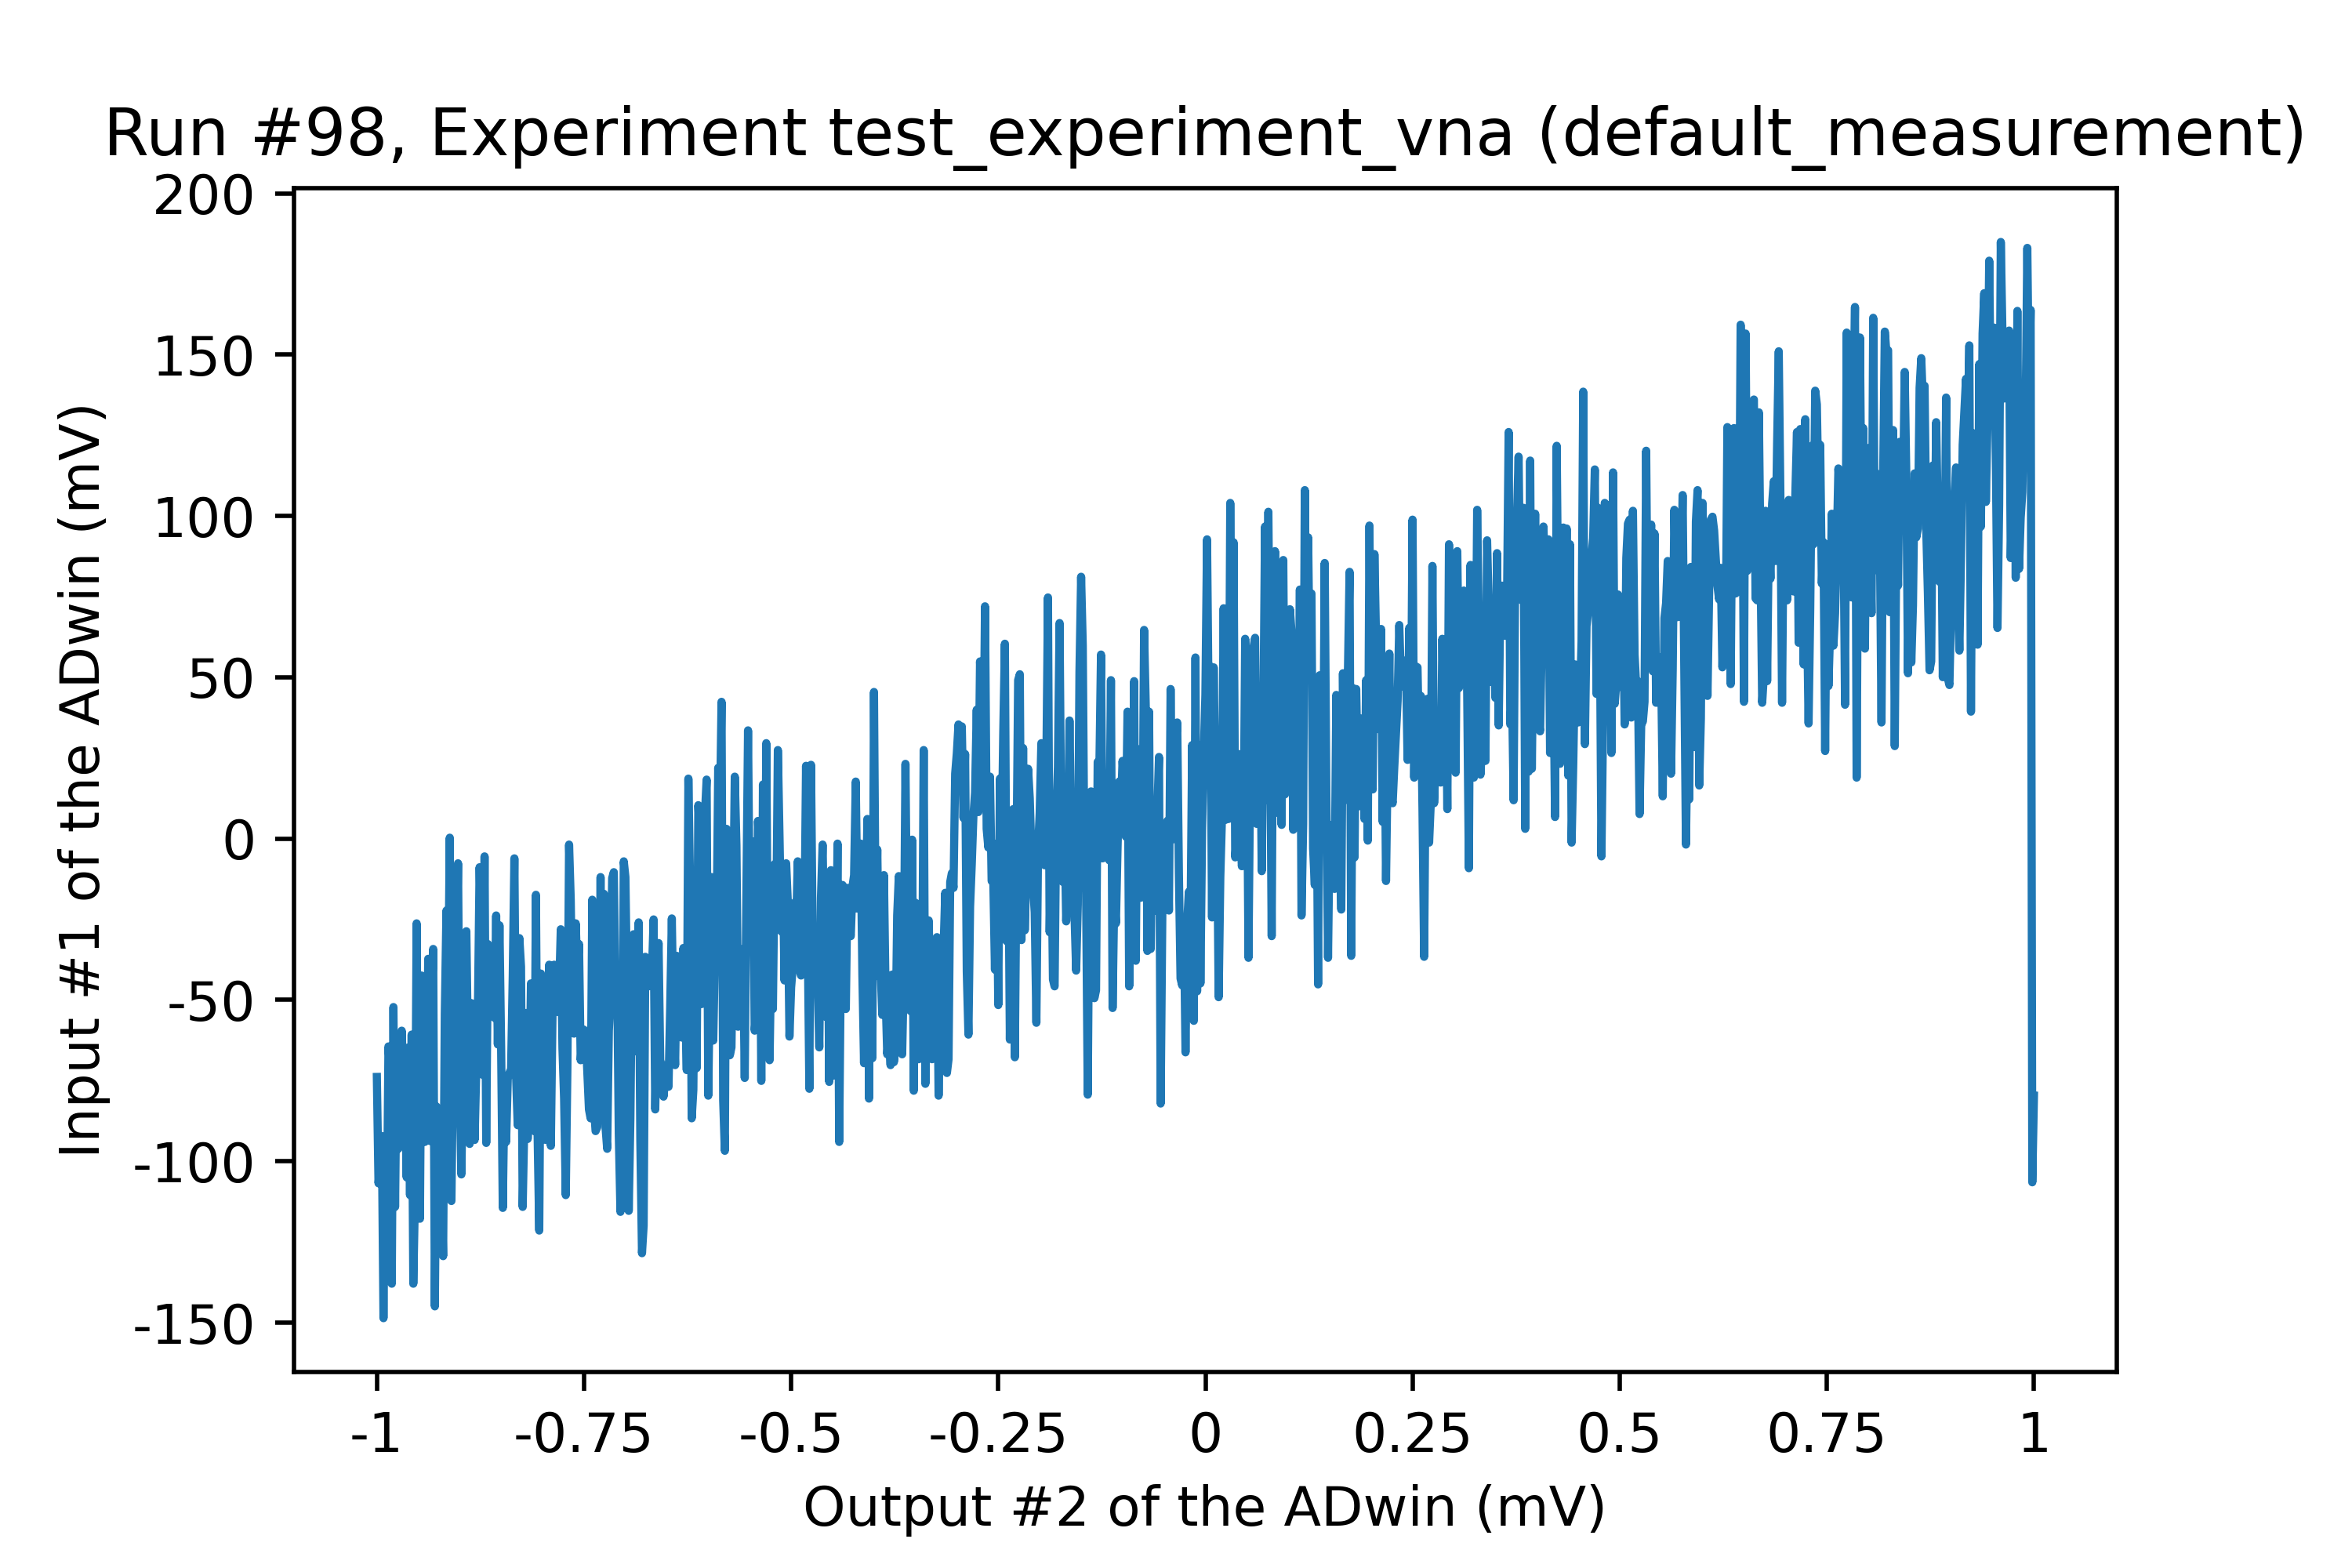 Run #98, Experiment test_experiment_vna (default_measurement)
200
150
100
50
0
-50
-100
-150
Input #1 of the ADwin (mV)
-1 -0.75 -0.5 -0.25 0 0.25 0.5 0.75 1
Output #2 of the ADwin (mV)